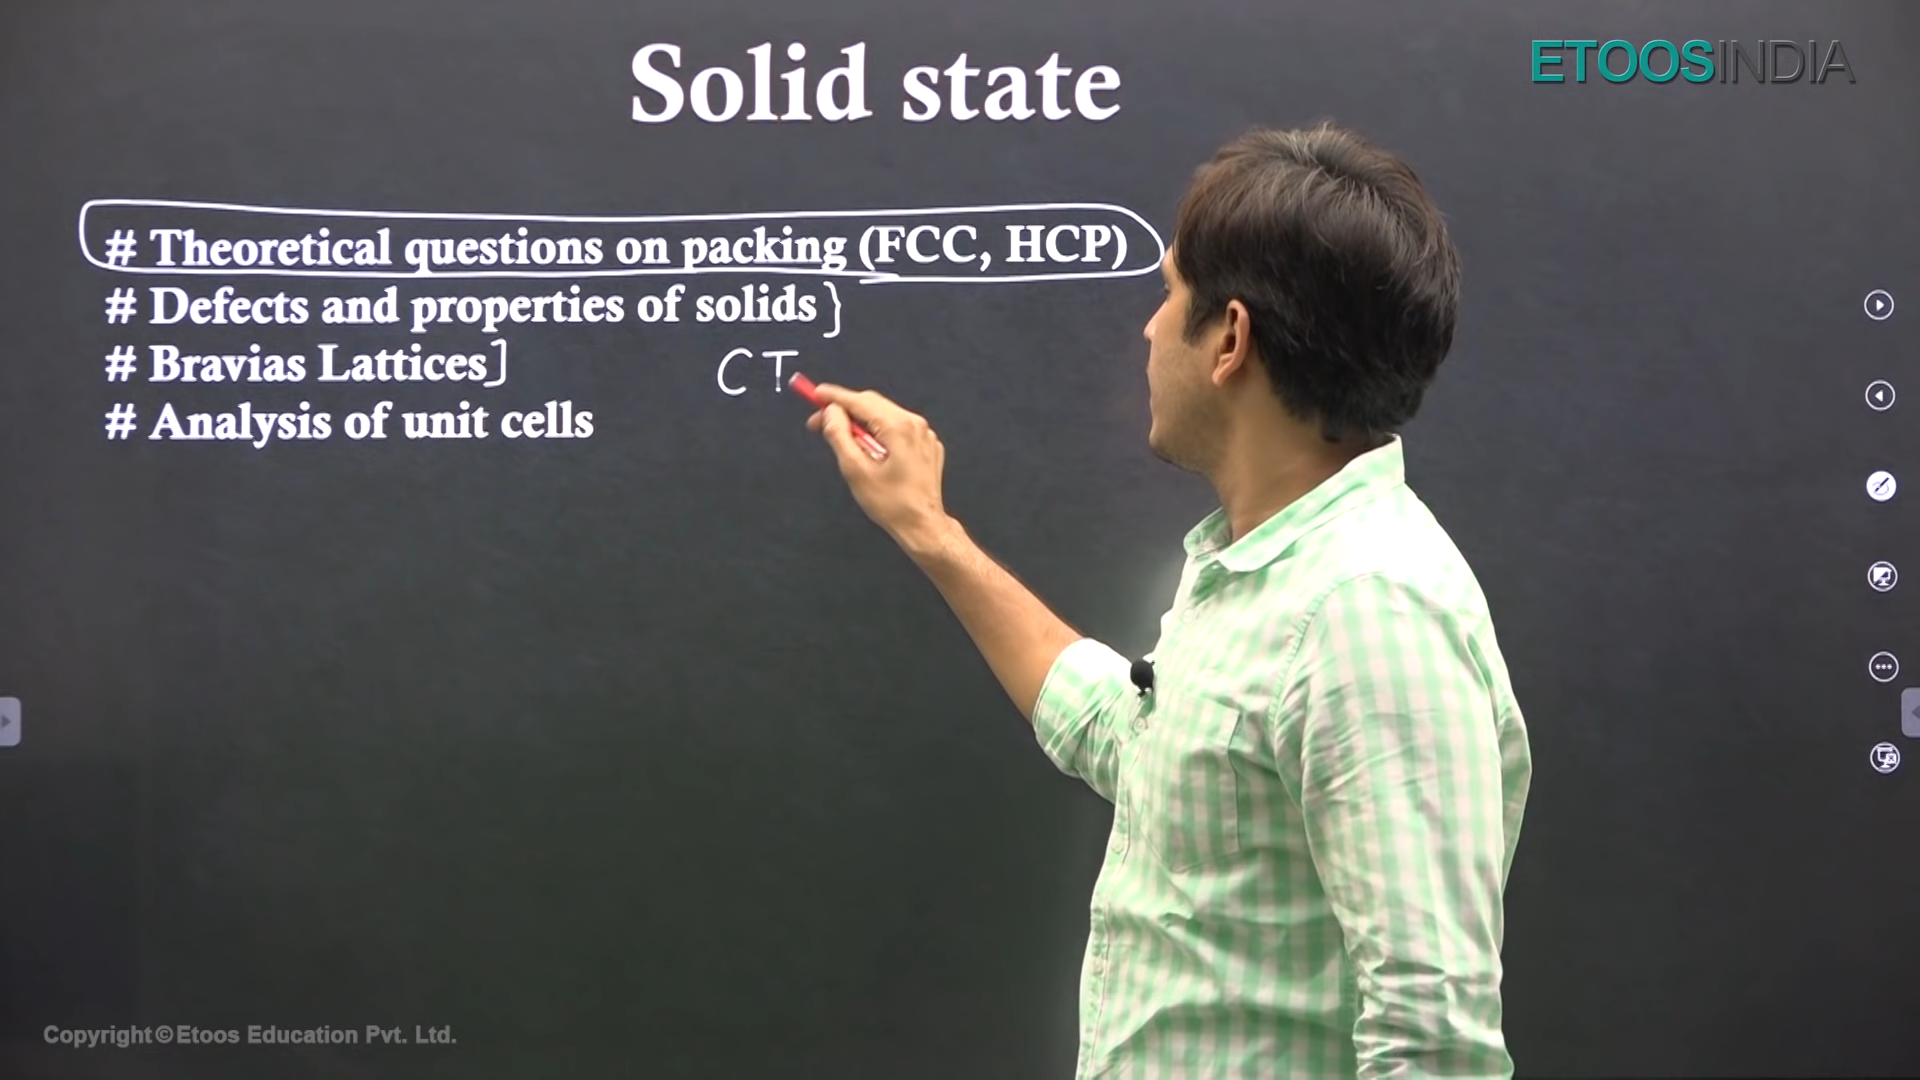 Solid state
ETOOSINDIA
# Theoretical questions on packing (FCC, HCP)
# Defects and properties of solids}
# Bravias Lattices]
CT
# Analysis of unit cells
Copyright © Etoos Education Pvt. Ltd.